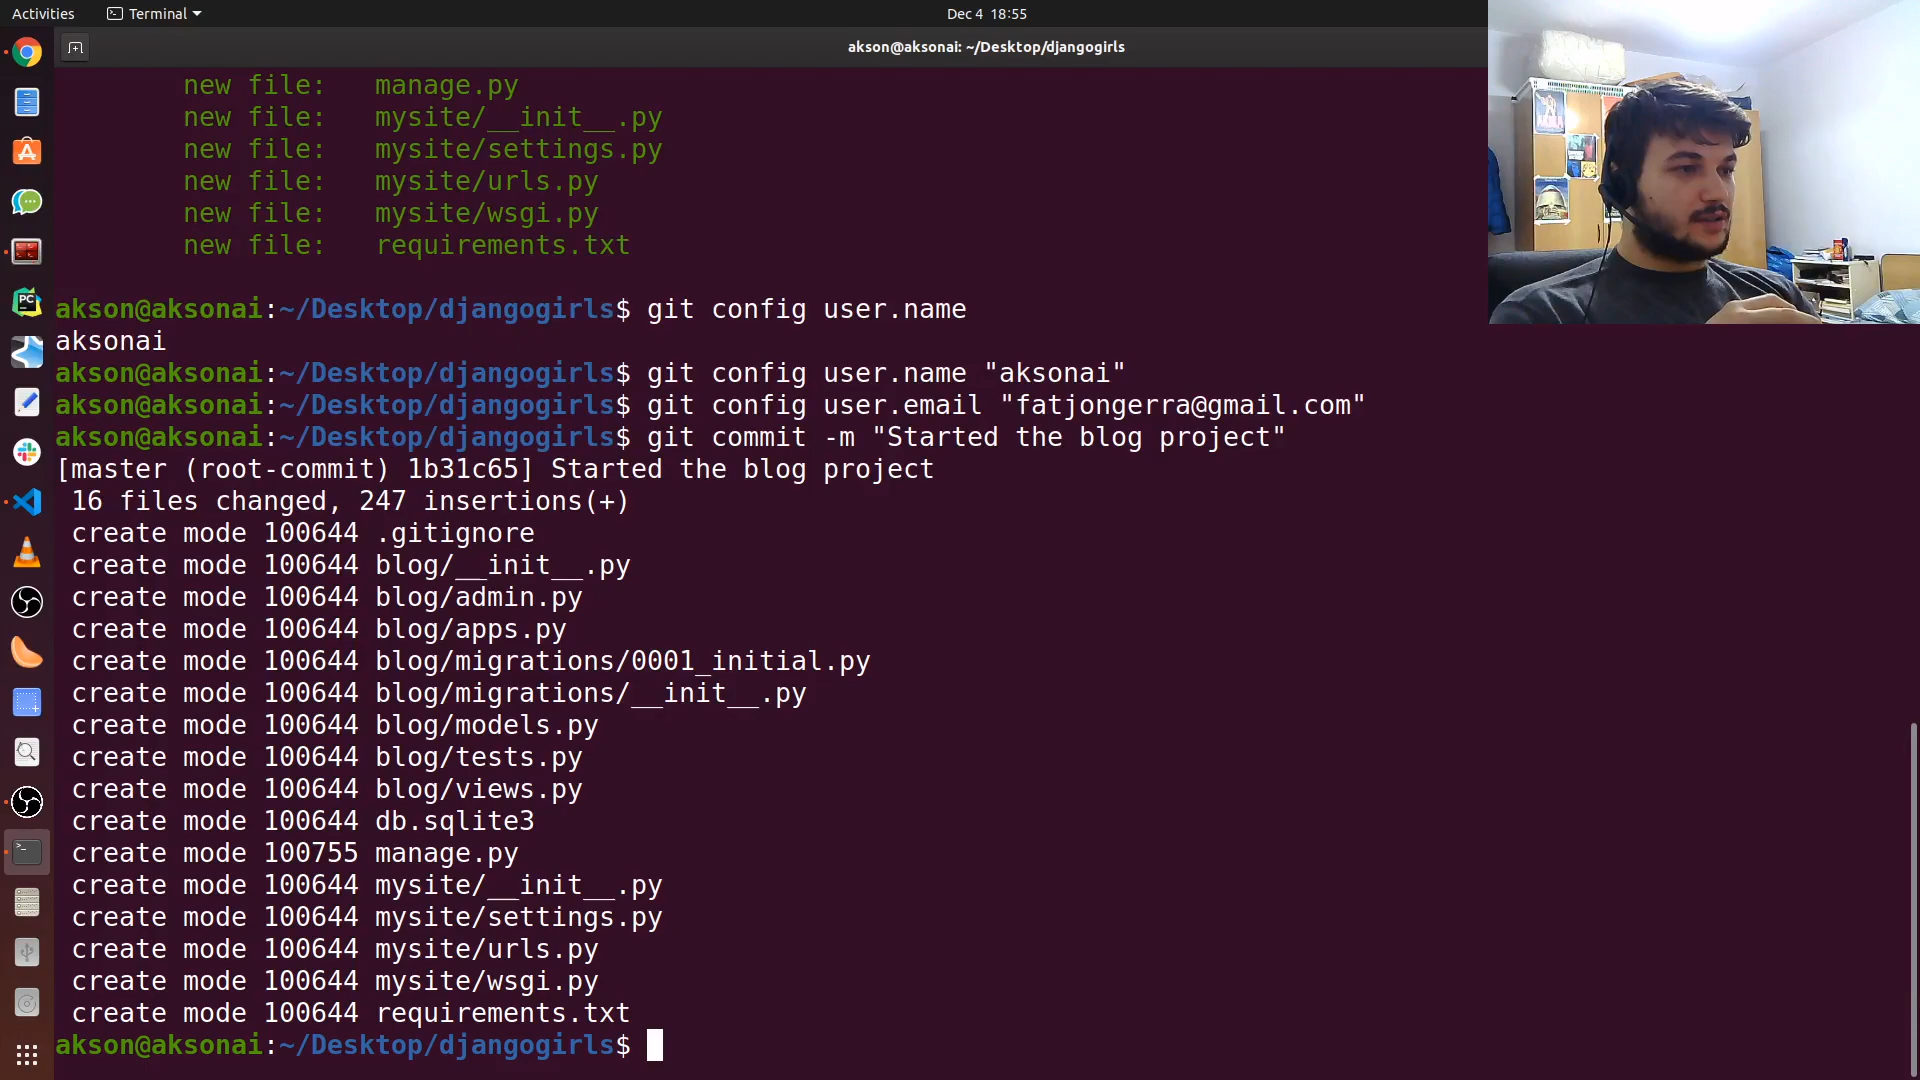 Activities
Terminal
Dec 4 18:55
akson@aksonai: ~/Desktop/djangogirls
new file:   manage.py
new file:   mysite/__init__.py
new file:   mysite/settings.py
new file:   mysite/urls.py
new file:   mysite/wsgi.py
new file:   requirements.txt
akson@aksonai:~/Desktop/djangogirls$ git config user.name
aksonai
akson@aksonai:~/Desktop/djangogirls$ git config user.name "aksonai"
akson@aksonai:~/Desktop/djangogirls$ git config user.email "fatjongerra@gmail.com"
akson@aksonai:~/Desktop/djangogirls$ git commit -m "Started the blog project"
[master (root-commit) 1b31c65] Started the blog project
16 files changed, 247 insertions(+)
create mode 100644 .gitignore
create mode 100644 blog/__init__.py
create mode 100644 blog/admin.py
create mode 100644 blog/apps.py
create mode 100644 blog/migrations/0001_initial.py
create mode 100644 blog/migrations/__init__.py
create mode 100644 blog/models.py
create mode 100644 blog/tests.py
create mode 100644 blog/views.py
create mode 100644 db.sqlite3
create mode 100755 manage.py
create mode 100644 mysite/__init__.py
create mode 100644 mysite/settings.py
create mode 100644 mysite/urls.py
create mode 100644 mysite/wsgi.py
create mode 100644 requirements.txt
akson@aksonai:~/Desktop/djangogirls$
PC